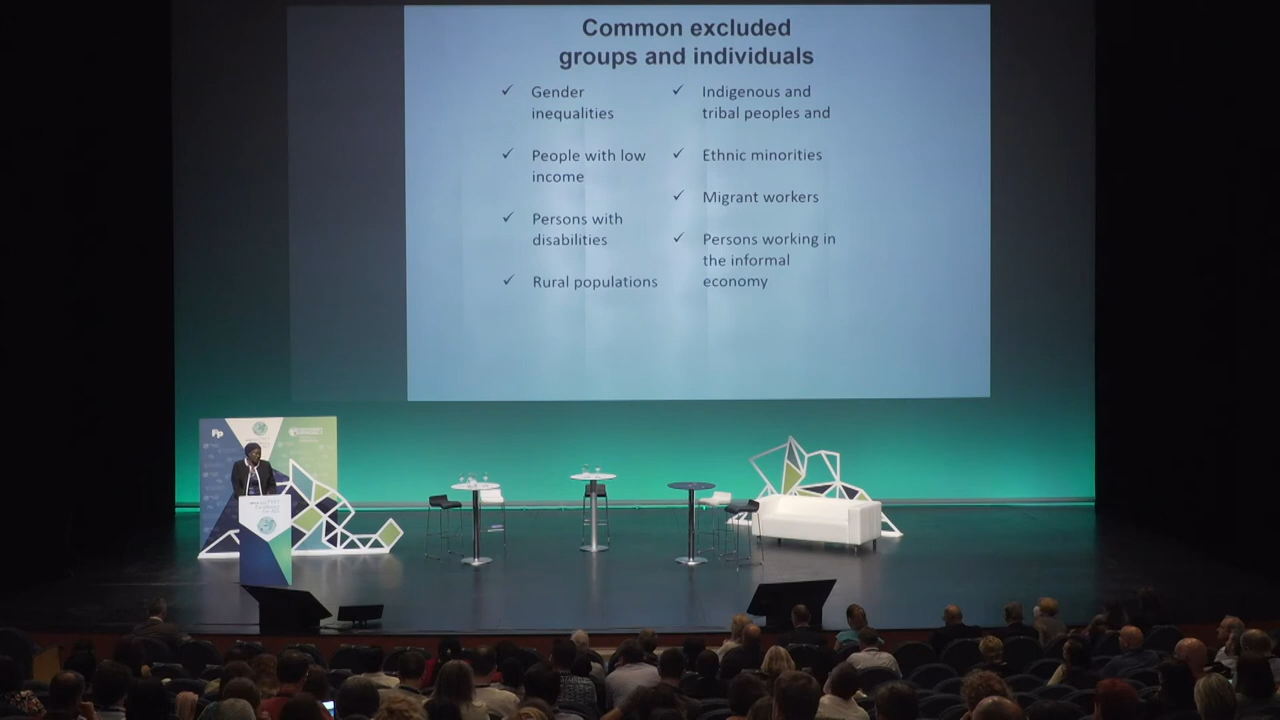 Common excluded
groups and individuals
✓ Gender
inequalities
✓ People with low
income
✓ Persons with
disabilities
✓ Rural populations
✓ Indigenous and
tribal peoples and
✓ Ethnic minorities
✓ Migrant workers
✓ Persons working in
the informal
economy